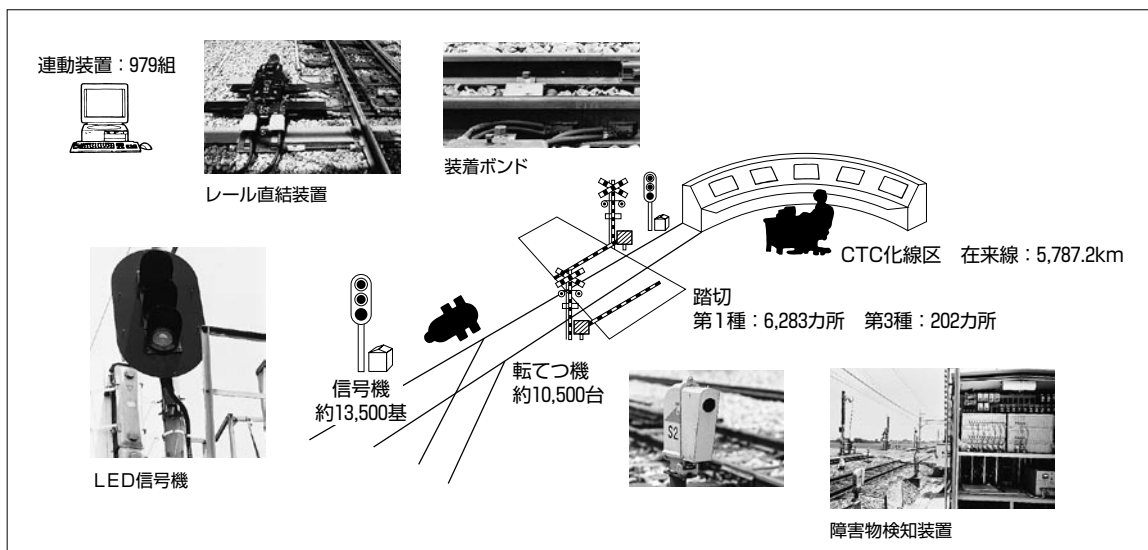 連動装置：979組
レール直結装置
装着ボンド
CTC化線区　在来線：5,787.2km
踏切
第1種：6,283カ所　第3種：202カ所
信号機
約13,500基
転てつ機
約10,500台
S2
LED信号機
障害物検知装置